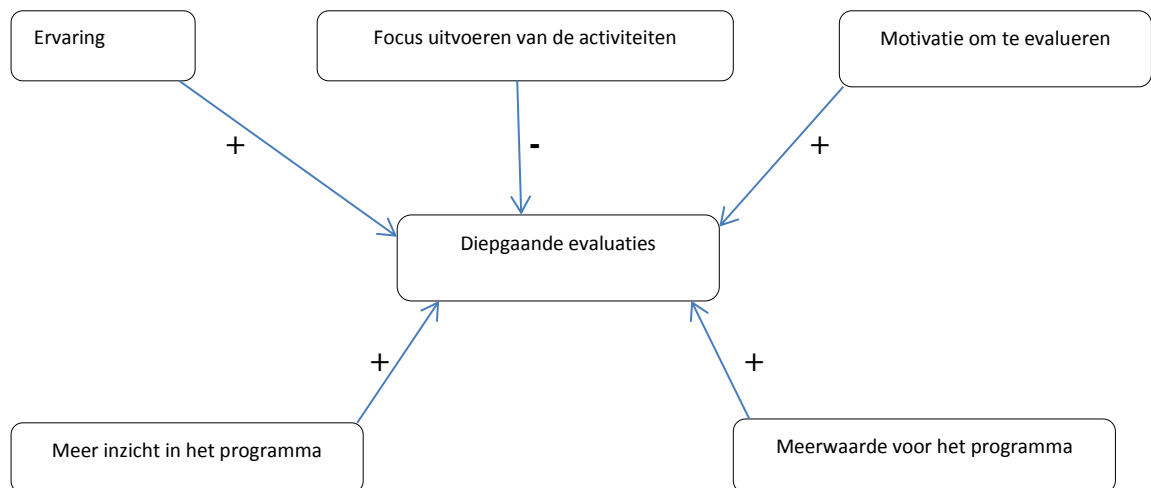 Ervaring
Focus uitvoeren van de activiteiten
Motivatie om te evalueren
+
-
+
Diepgaande evaluaties
+
+
Meer inzicht in het programma
Meerwaarde voor het programma